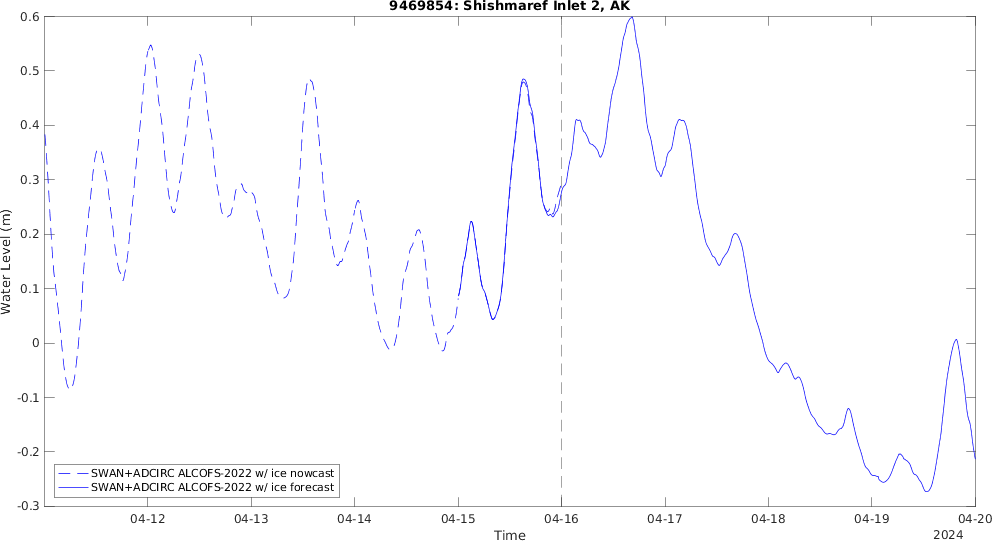 9469854: Shishmaref Inlet 2, AK
0.6
0.5
0.4
0.3
0.2
0.1
0
-0.1
-0.2
-0.3
Water Level (m)
SWAN+ADCIRC ALCOFS-2022 w/ ice nowcast
SWAN+ADCIRC ALCOFS-2022 w/ ice forecast
04-12 04-13 04-14 04-15 04-16 04-17 04-18 04-19 04-20
Time
2024